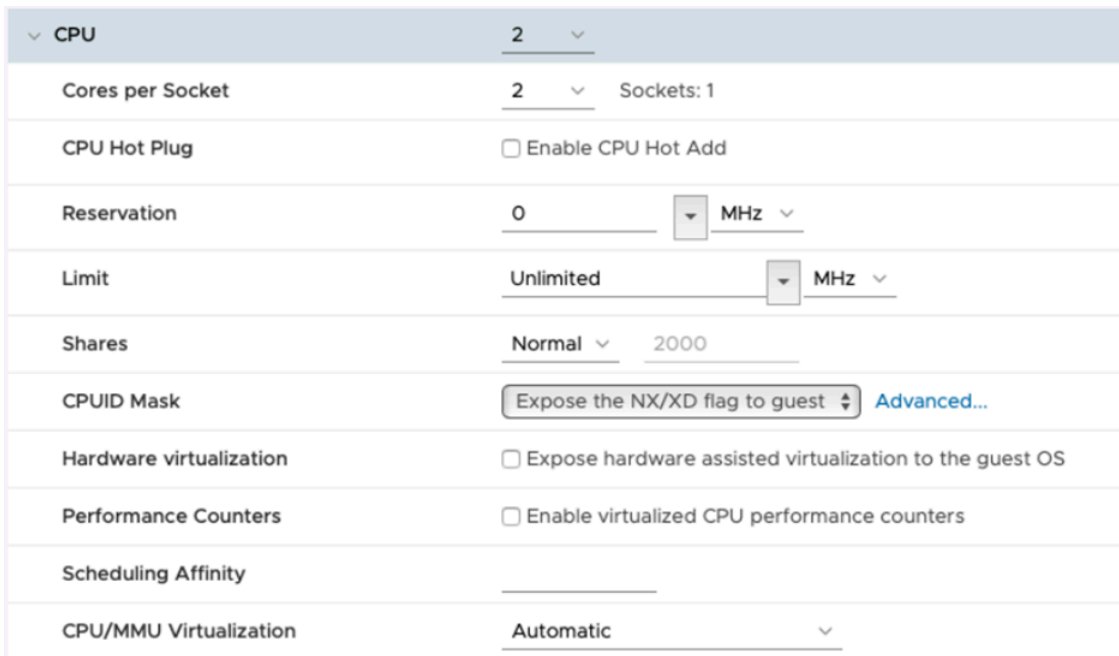 CPU 2
Cores per Socket 2 Sockets: 1
CPU Hot Plug Enable CPU Hot Add
Reservation 0 MHz
Limit Unlimited MHz
Shares Normal 2000
CPUID Mask Expose the NX/XD flag to guest Advanced...
Hardware virtualization Expose hardware assisted virtualization to the guest OS
Performance Counters Enable virtualized CPU performance counters
Scheduling Affinity
CPU/MMU Virtualization Automatic